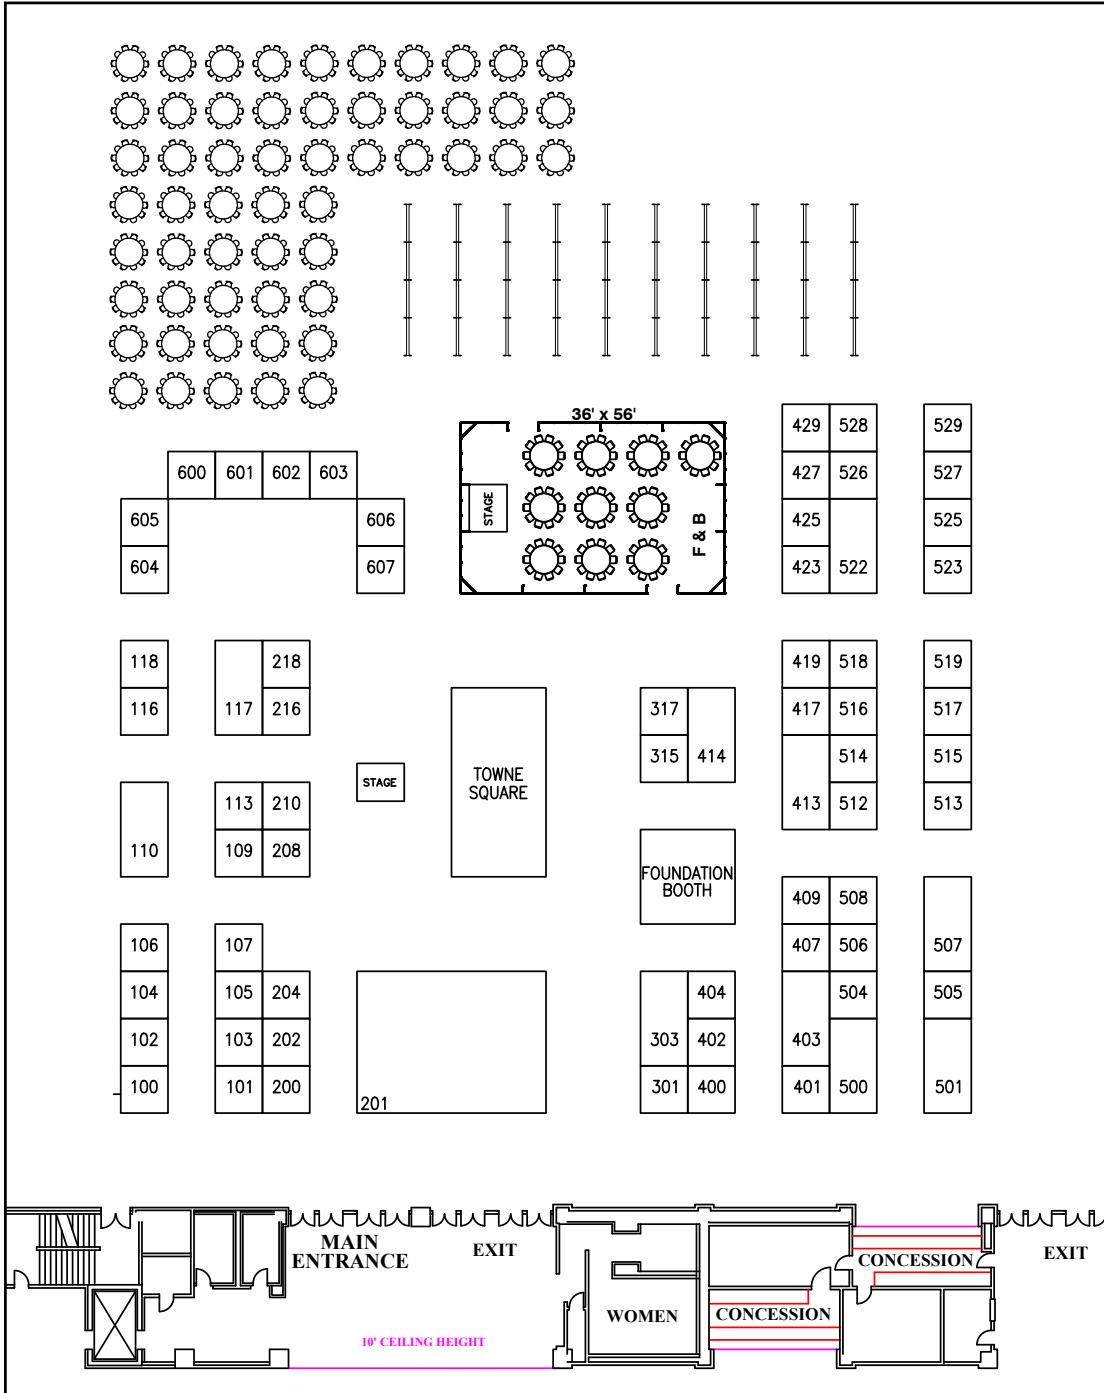 36' x 56'
429 528 529
600 601 602 603
427 526 527
STAGE
F & B
605 606
425 525
604 607
423 522 523
118 218
419 518 519
116 117 216
317
417 516 517
315 414
514 515
STAGE
TOWNE
SQUARE
113 210
413 512 513
110 109 208
FOUNDATION
BOOTH
409 508
106 107
407 506 507
104 105 204
404
504 505
102 103 202
303 402
403
100 101 200
201
301 400
401 500 501
MAIN
ENTRANCE
EXIT
CONCESSION
EXIT
WOMEN
CONCESSION
10' CEILING HEIGHT